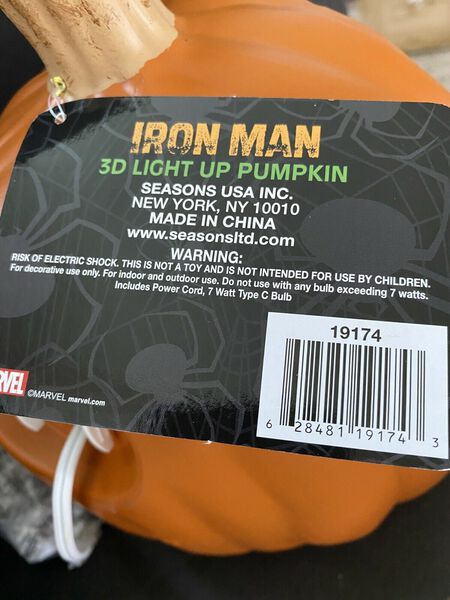 IRON MAN
3D LIGHT UP PUMPKIN
SEASONS USA INC.
NEW YORK, NY 10010
MADE IN CHINA
www.seasonsltd.com
WARNING:
RISK OF ELECTRIC SHOCK. THIS IS NOT A TOY AND IS NOT INTENDED FOR USE BY CHILDREN.
For decorative use only. For indoor and outdoor use. Do not use with any bulb exceeding 7 watts.
Includes Power Cord, 7 Watt Type C Bulb
19174
RVEL ©MARVEL marvel.com
6 28481 19174 3